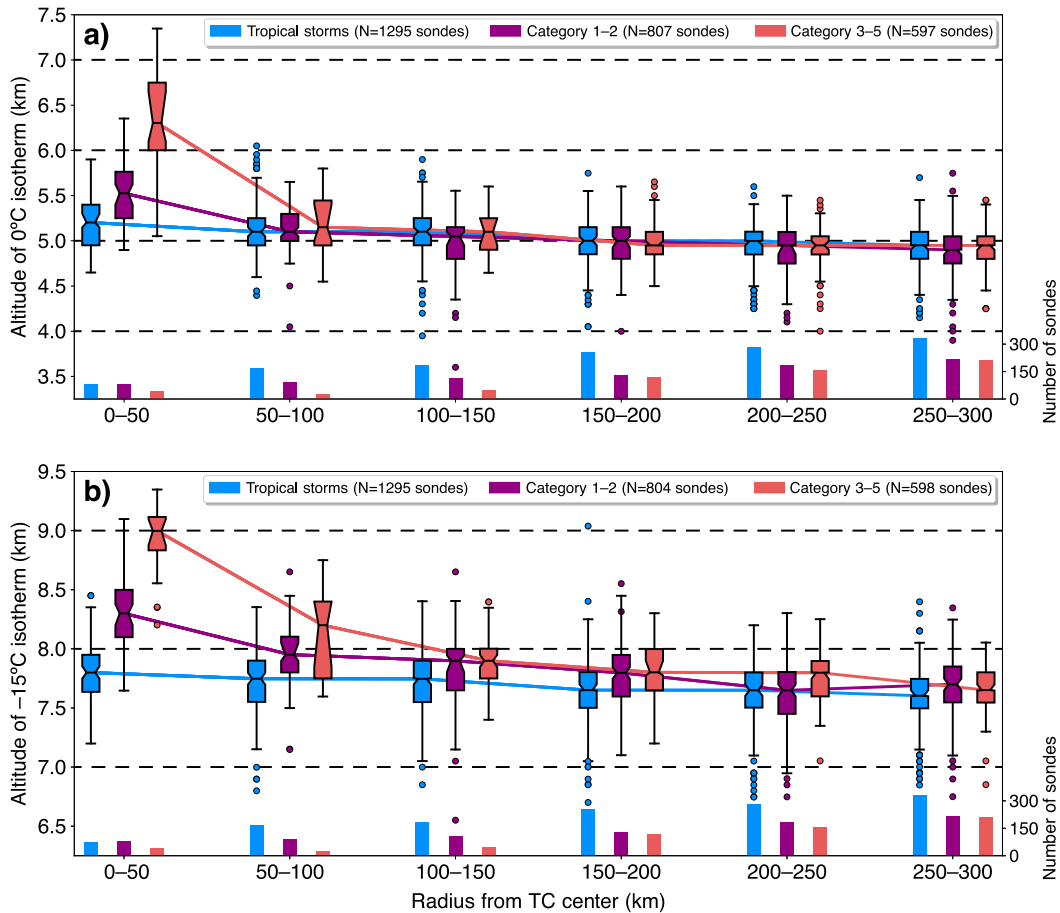 a)
Tropical storms (N=1295 sondes) Category 1–2 (N=807 sondes) Category 3–5 (N=597 sondes)
Altitude of 0°C isotherm (km)
7.5
7.0
6.5
6.0
5.5
5.0
4.5
4.0
3.5
300
150
0
Number of sondes
0–50 50–100 100–150 150–200 200–250 250–300
b)
Tropical storms (N=1295 sondes) Category 1–2 (N=804 sondes) Category 3–5 (N=598 sondes)
Altitude of −15°C isotherm (km)
9.5
9.0
8.5
8.0
7.5
7.0
6.5
300
150
0
Number of sondes
0–50 50–100 100–150 150–200 200–250 250–300
Radius from TC center (km)